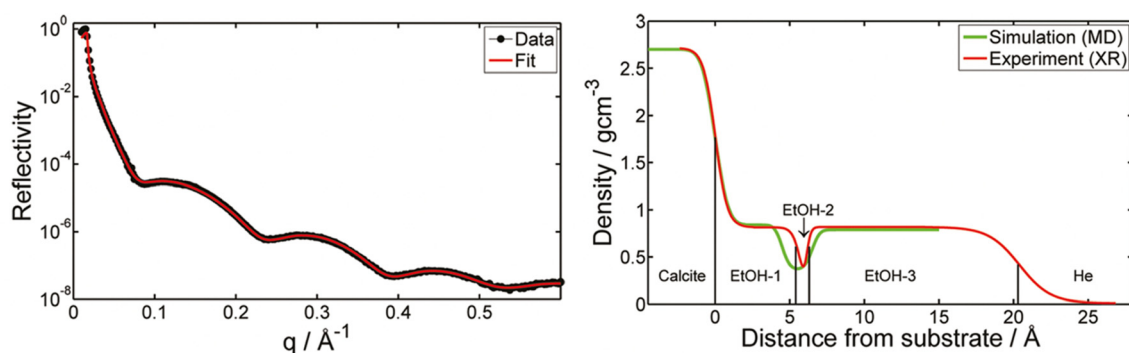 Reflectivity
10⁰
10⁻²
10⁻⁴
10⁻⁶
10⁻⁸
0
0.1
0.2
0.3
0.4
0.5
q / Å⁻¹
Data
Fit
Density / gcm⁻³
3
2.5
2
1.5
1
0.5
0
0
5
10
15
20
25
Distance from substrate / Å
Simulation (MD)
Experiment (XR)
EtOH-2
Calcite
EtOH-1
EtOH-3
He